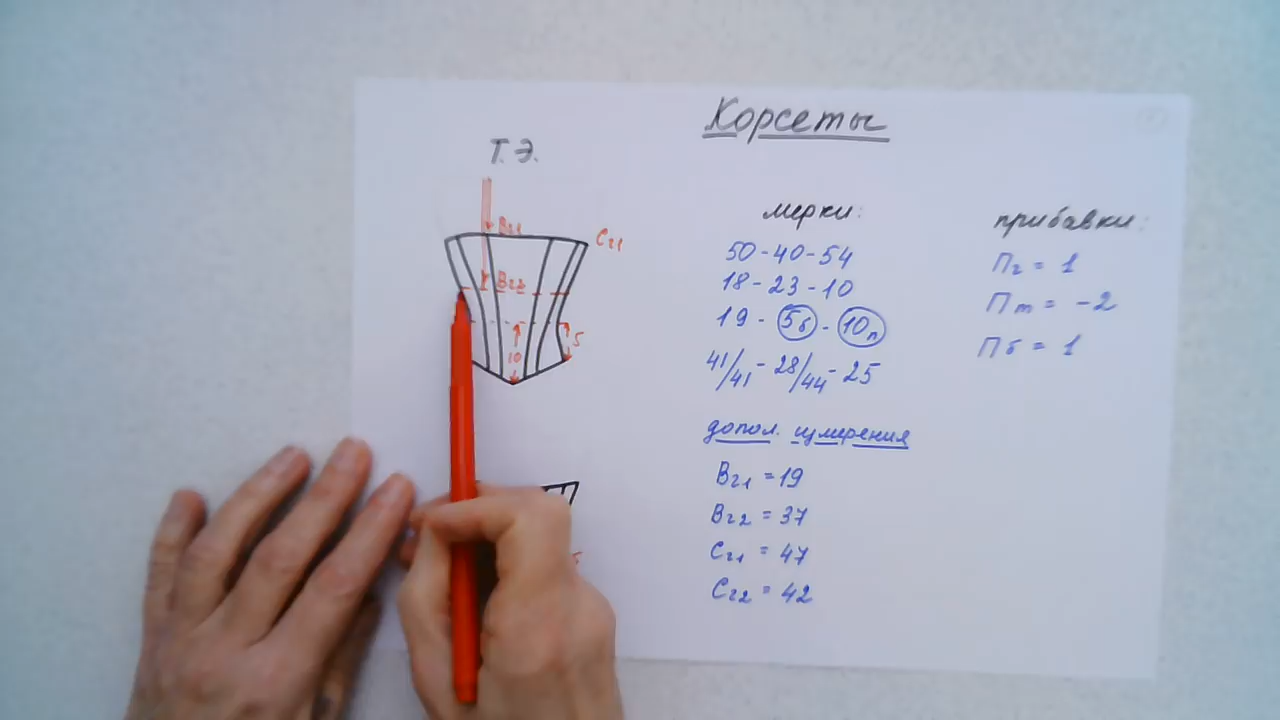 Корсеты
Т.Э.
Вг1
Сг1
Вг2
5
10
мерки:
50-40-54
18-23-10
19 - 5б - 10п
41/41 - 28/44 - 25
допол. измерения
Вг1 = 19
Вг2 = 37
Сг1 = 47
Сг2 = 42
прибавки:
Пг = 1
Пт = -2
Пб = 1